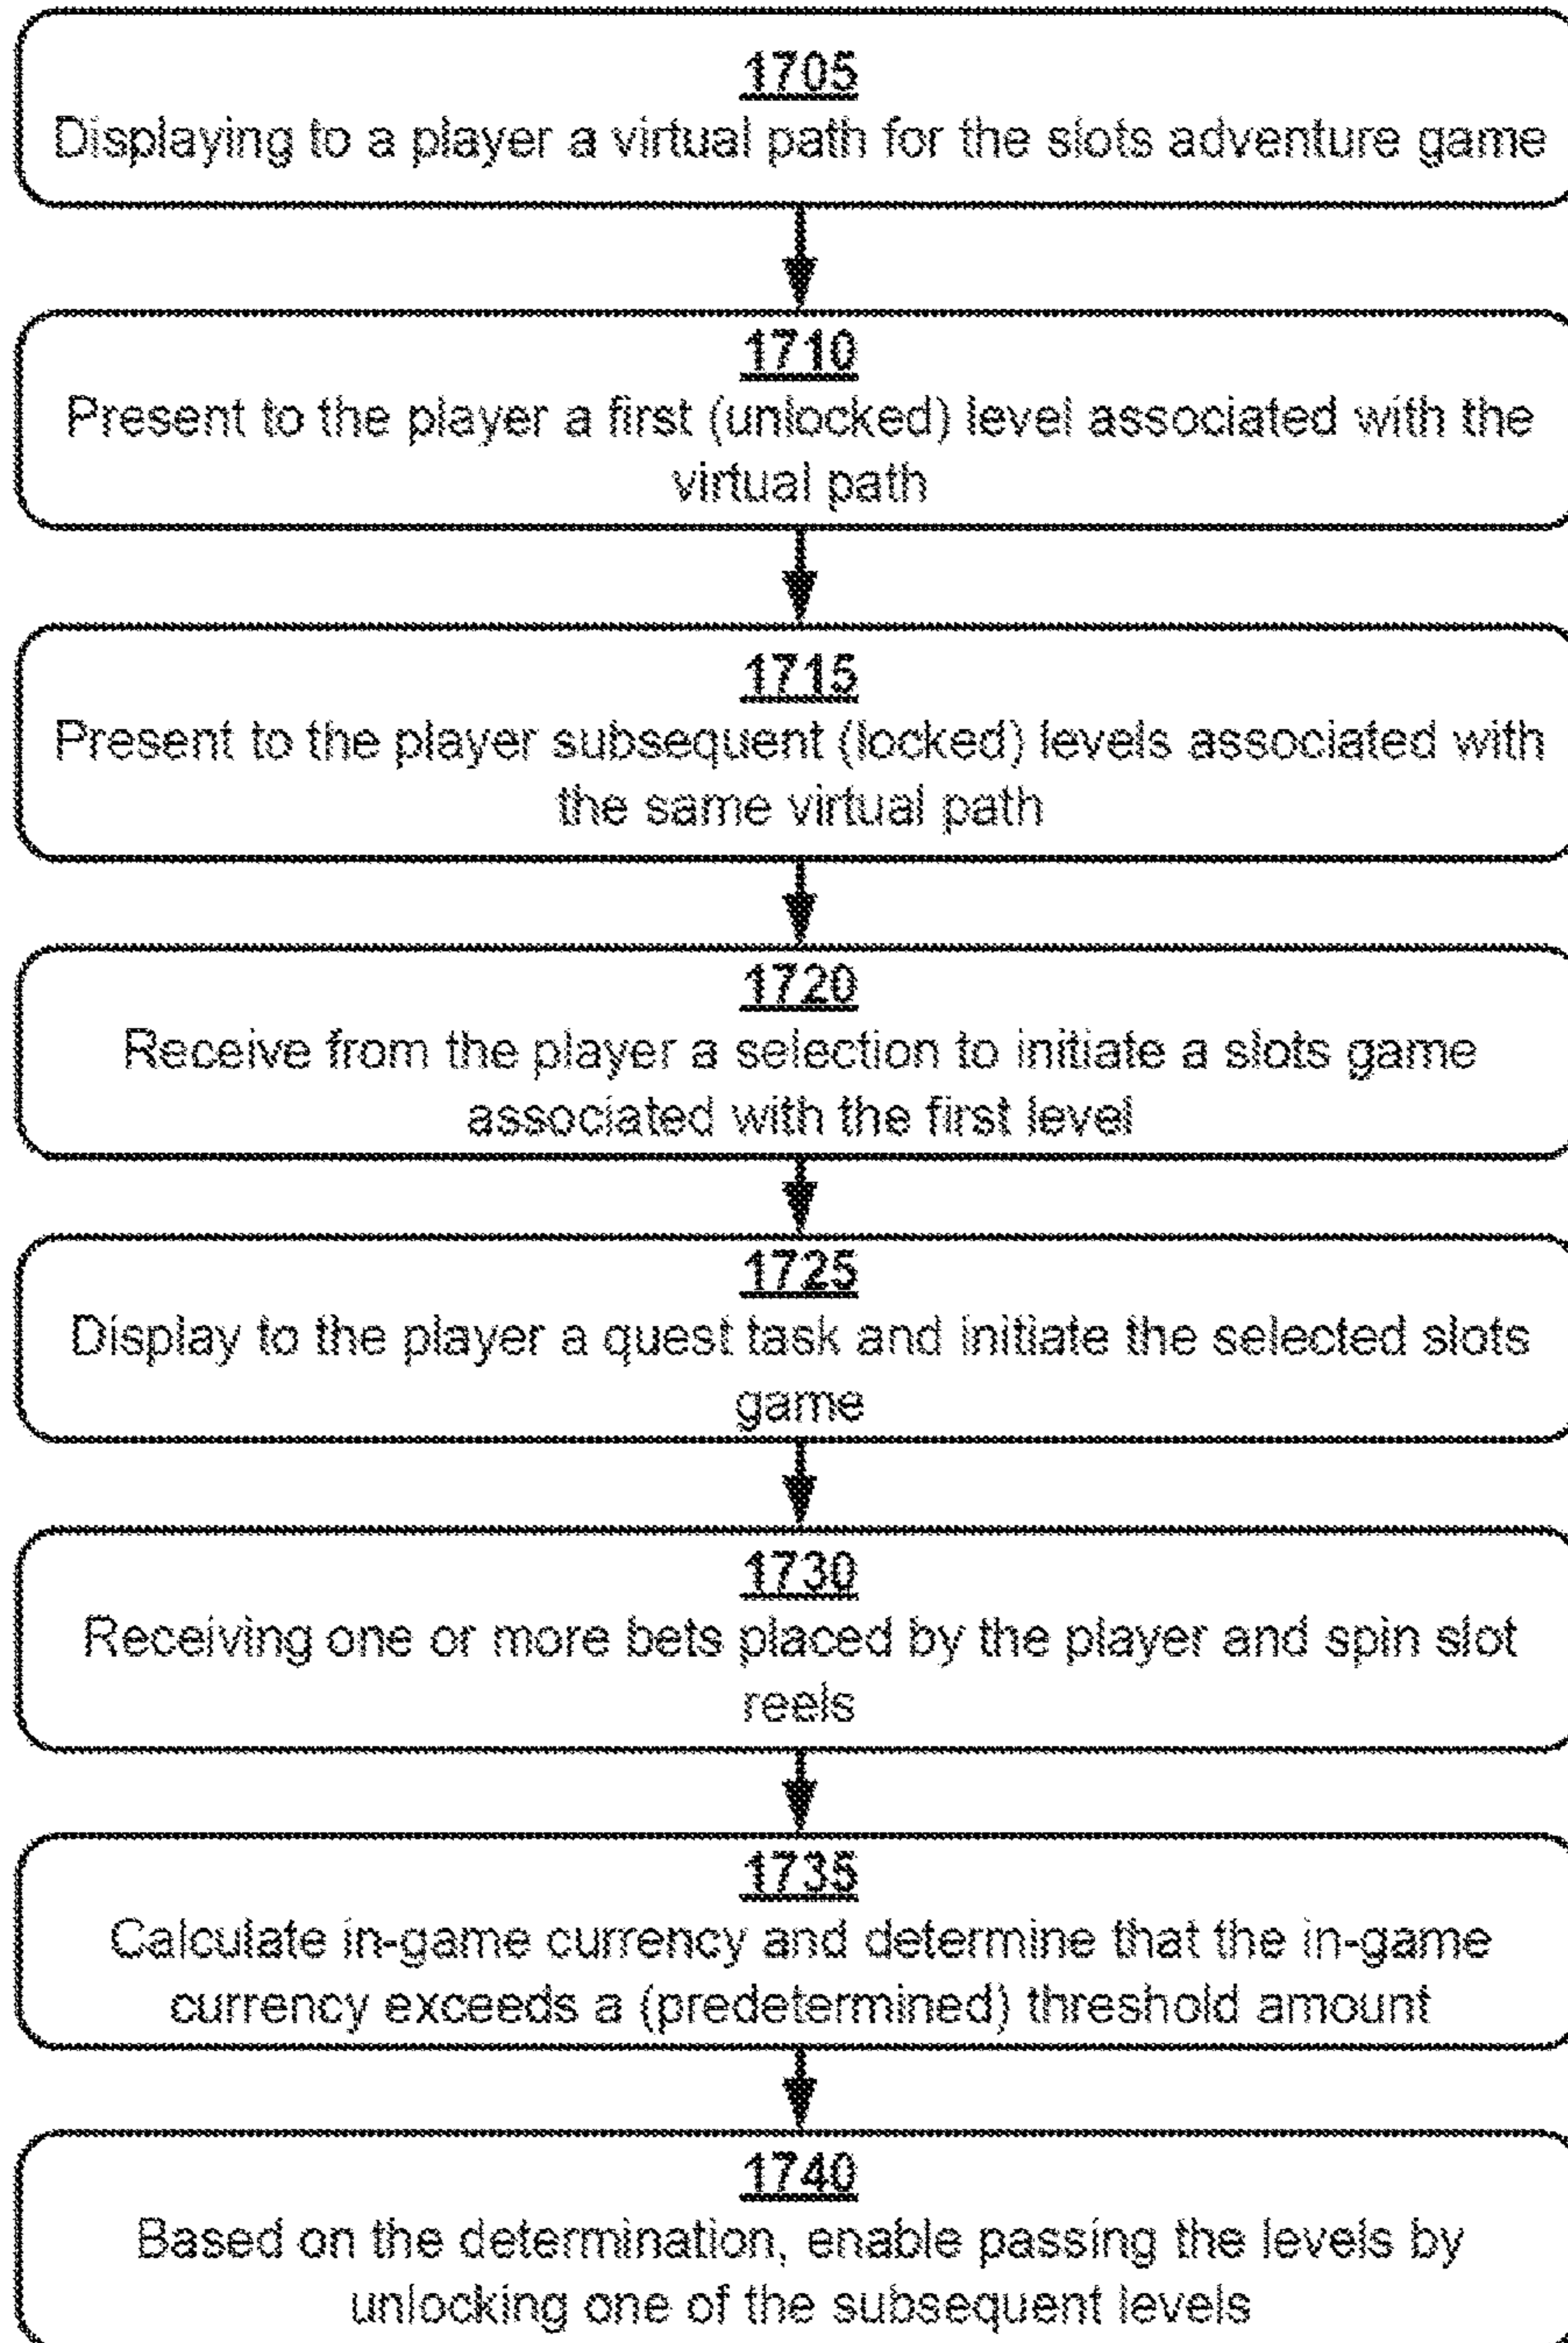 1705
Displaying to a player a virtual path for the slots adventure game
1710
Present to the player a first (unlocked) level associated with the
virtual path
1715
Present to the player subsequent (locked) levels associated with
the same virtual path
1720
Receive from the player a selection to initiate a slots game
associated with the first level
1725
Display to the player a quest task and initiate the selected slots
game
1730
Receiving one or more bets placed by the player and spin slot
reels
1735
Calculate in-game currency and determine that the in-game
currency exceeds a (predetermined) threshold amount
1740
Based on the determination, enable passing the levels by
unlocking one of the subsequent levels